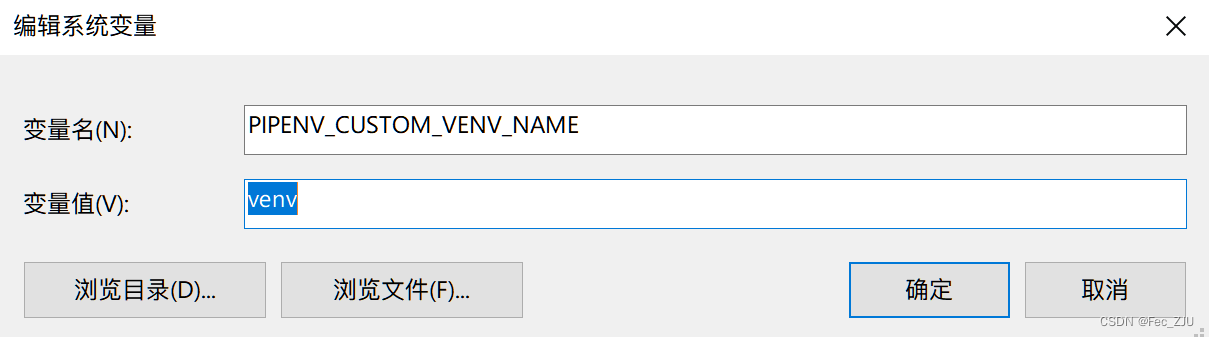 编辑系统变量
变量名(N):
PIPENV_CUSTOM_VENV_NAME
变量值(V):
venv
浏览目录(D)... 浏览文件(F)... 确定 取消
CSDN @Fec_ZJU